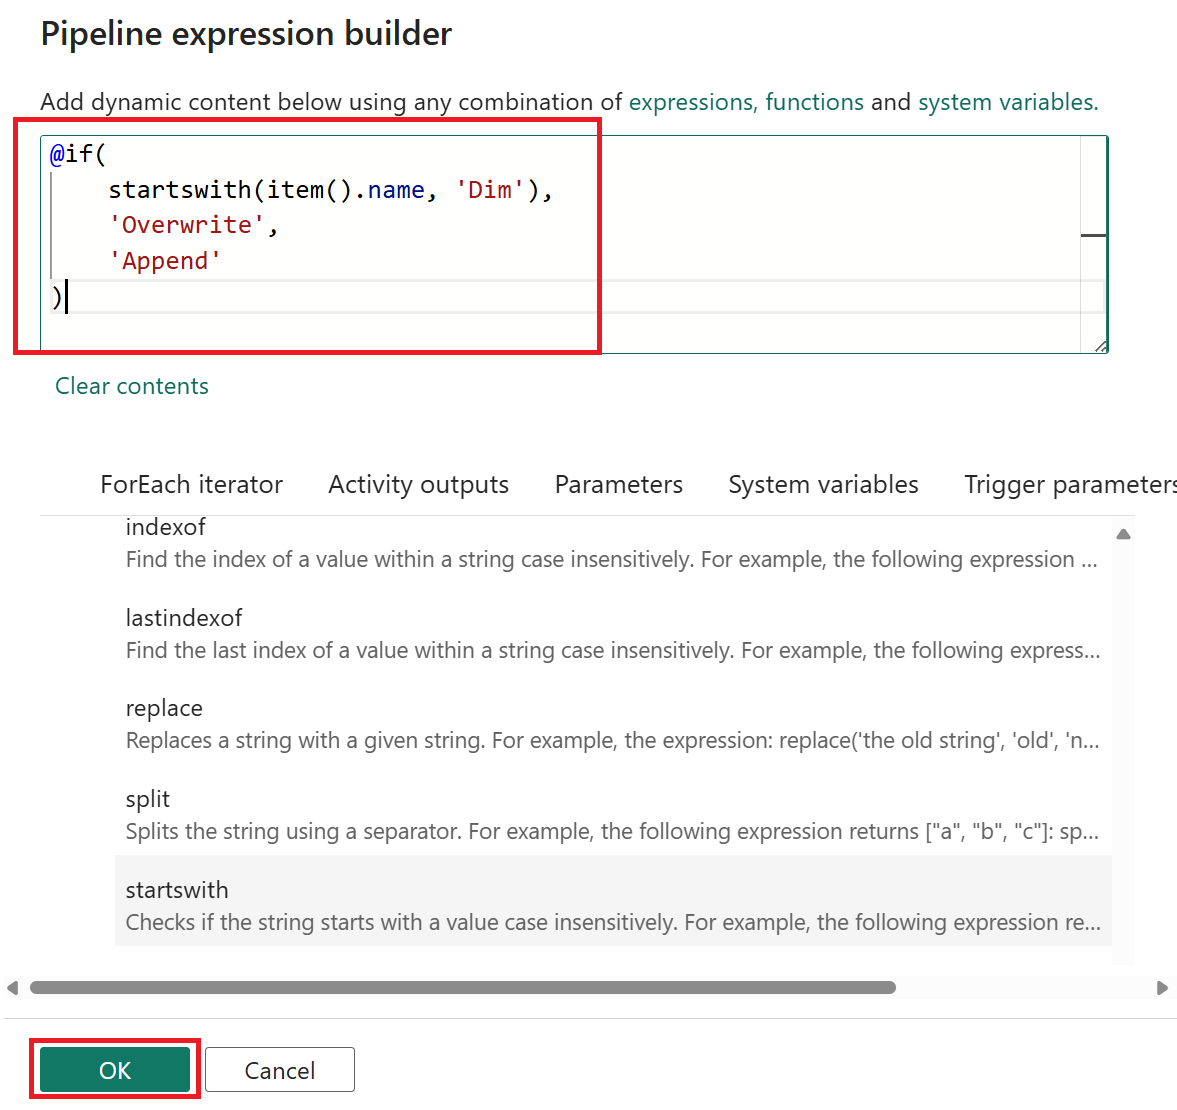 Pipeline expression builder
Add dynamic content below using any combination of expressions, functions and system variables.
@if(
    startswith(item().name, 'Dim'),
    'Overwrite',
    'Append'
)
Clear contents
ForEach iterator Activity outputs Parameters System variables Trigger parameters
indexof
Find the index of a value within a string case insensitively. For example, the following expression ...
lastindexof
Find the last index of a value within a string case insensitively. For example, the following express...
replace
Replaces a string with a given string. For example, the expression: replace('the old string', 'old', 'n...
split
Splits the string using a separator. For example, the following expression returns ["a", "b", "c"]: sp...
startswith
Checks if the string starts with a value case insensitively. For example, the following expression re...
OK Cancel